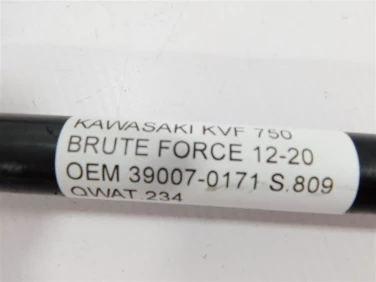 KAWASAKI KVF 750
BRUTE FORCE 12-20
OEM 39007-0171 S.809
QWAT.234